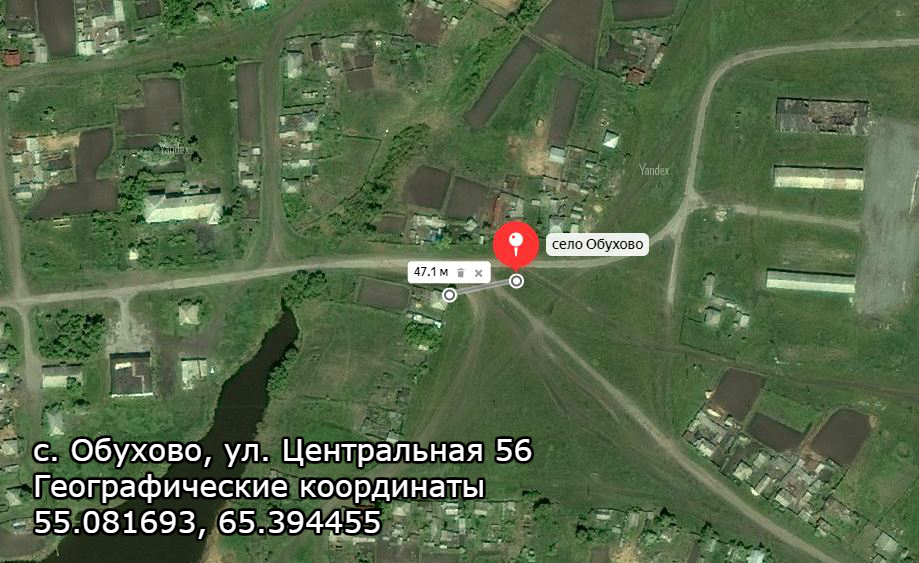 Yandex
Yandex
село Обухово
47.1 м
с. Обухово, ул. Центральная 56
Географические координаты
55.081693, 65.394455